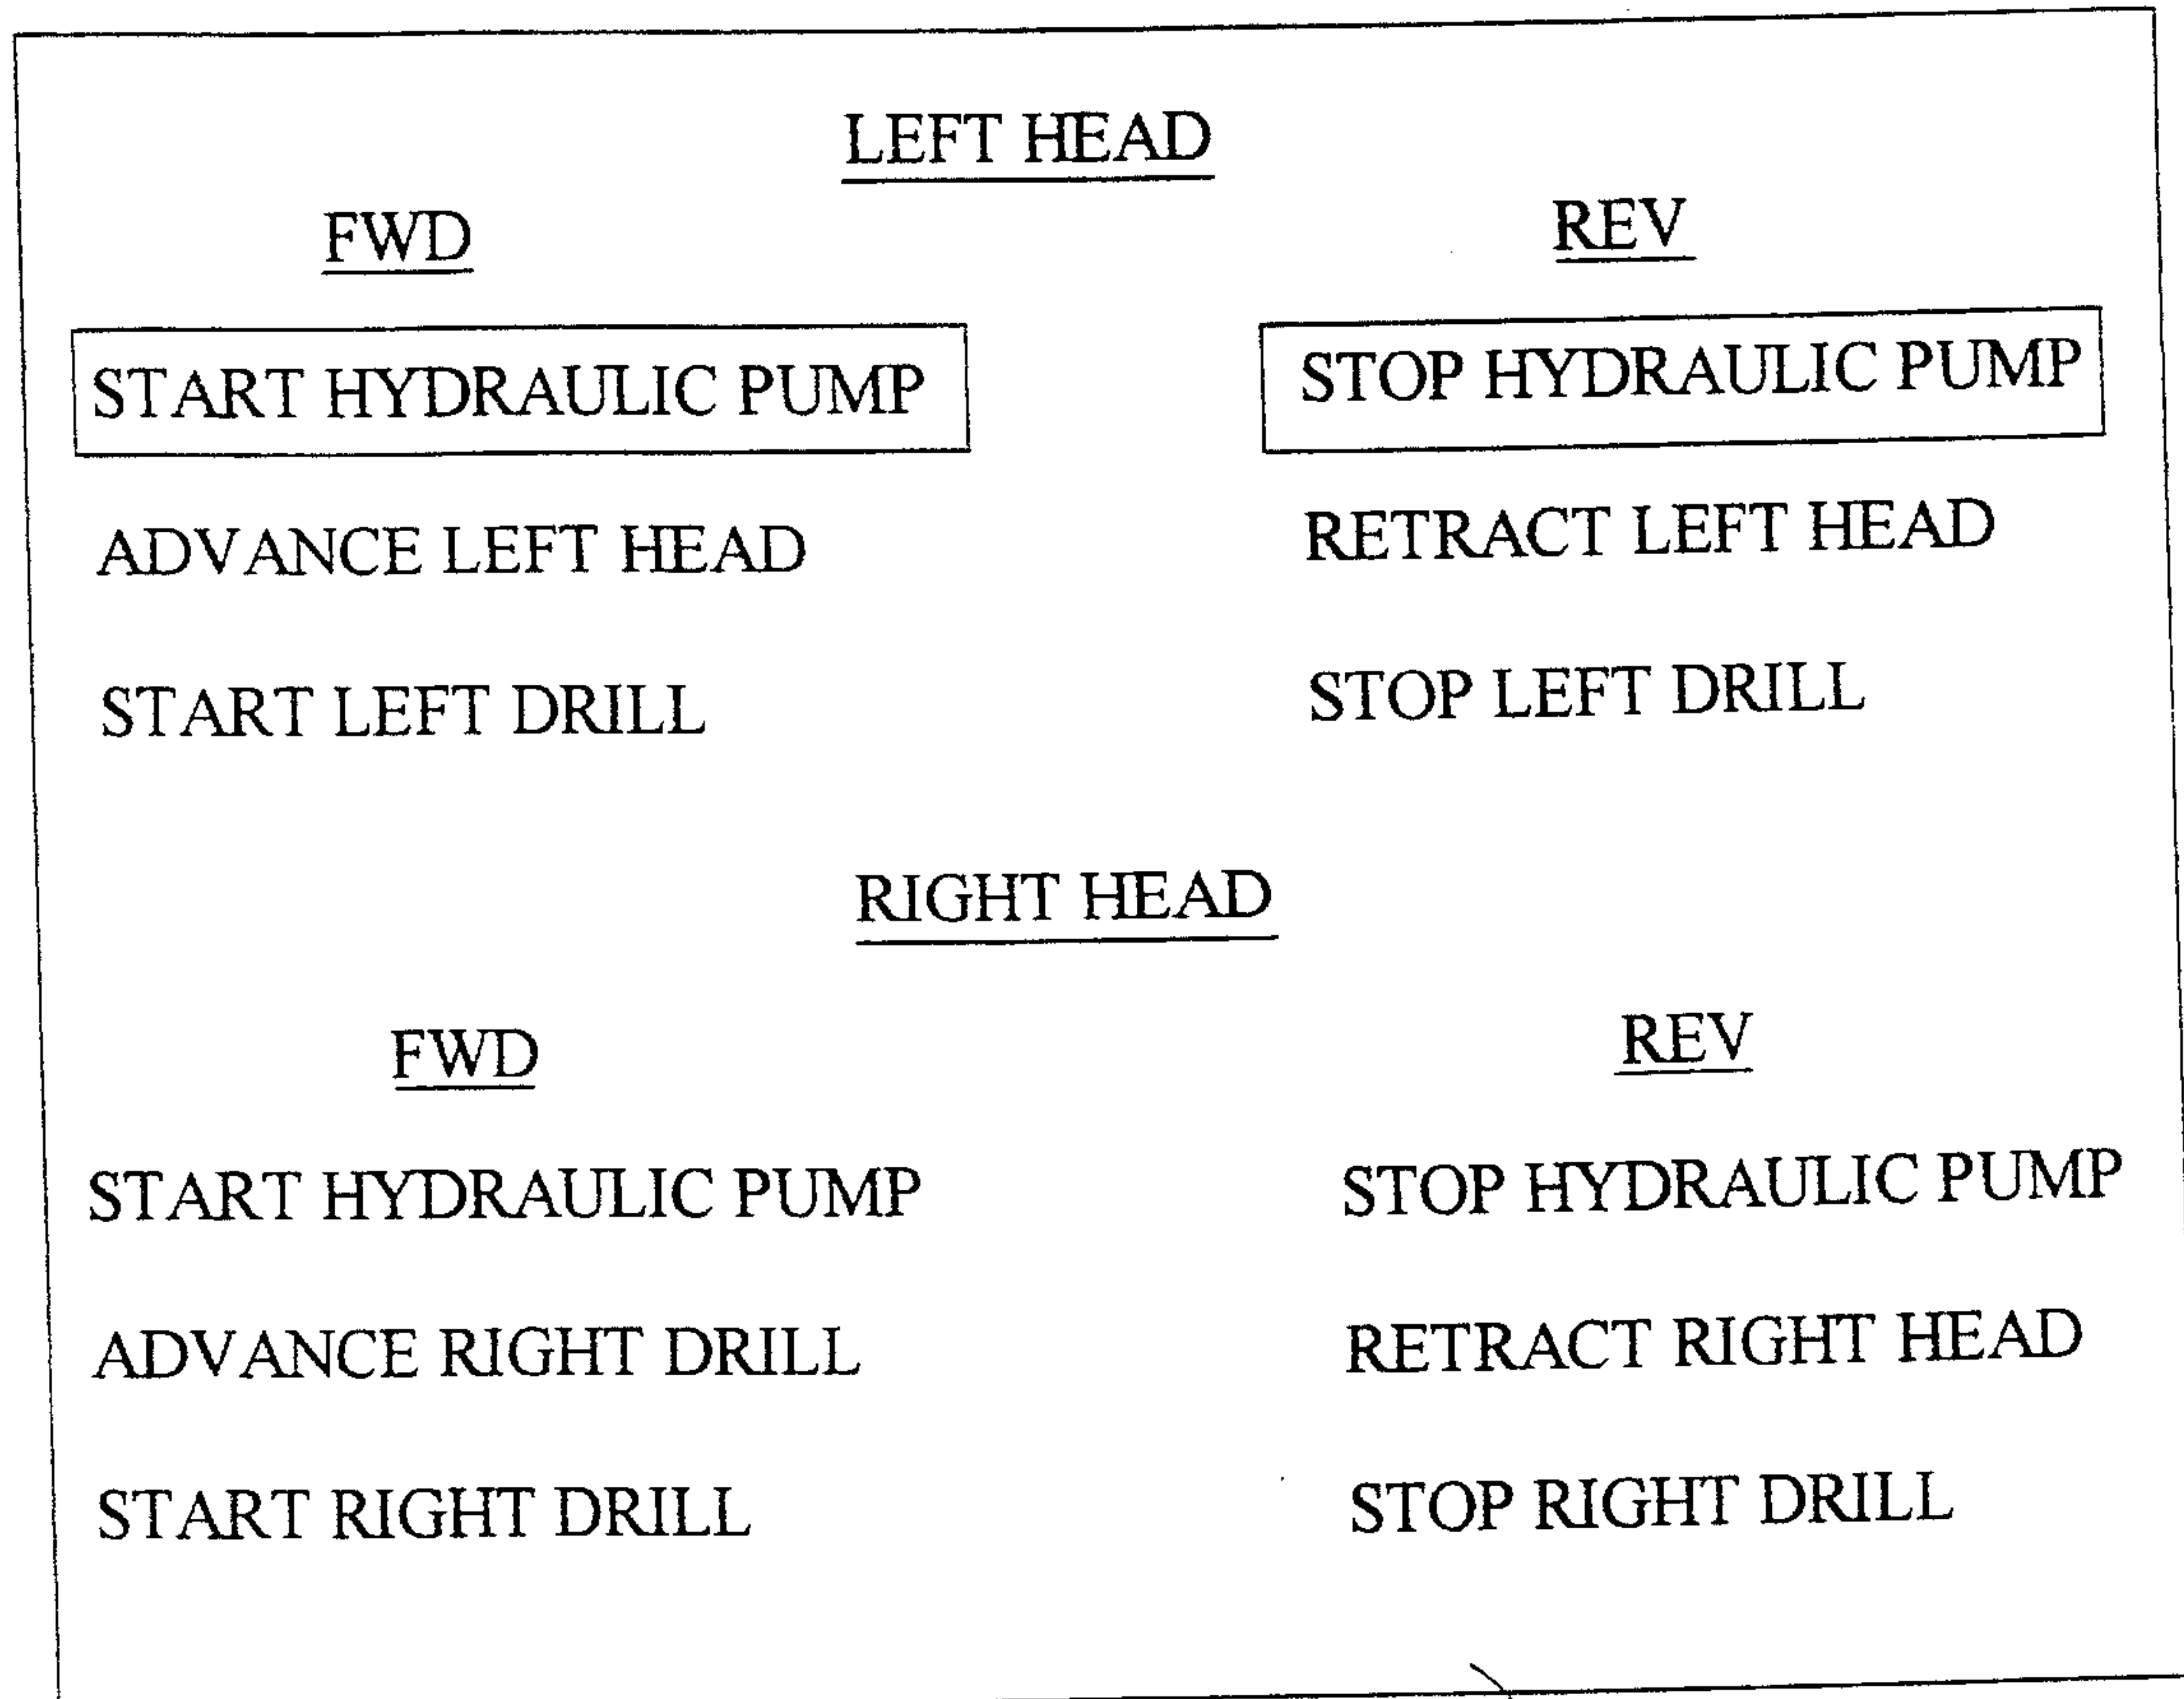 LEFT HEAD
FWD REV
START HYDRAULIC PUMP STOP HYDRAULIC PUMP
ADVANCE LEFT HEAD RETRACT LEFT HEAD
START LEFT DRILL STOP LEFT DRILL
RIGHT HEAD
FWD REV
START HYDRAULIC PUMP STOP HYDRAULIC PUMP
ADVANCE RIGHT DRILL RETRACT RIGHT HEAD
START RIGHT DRILL STOP RIGHT DRILL